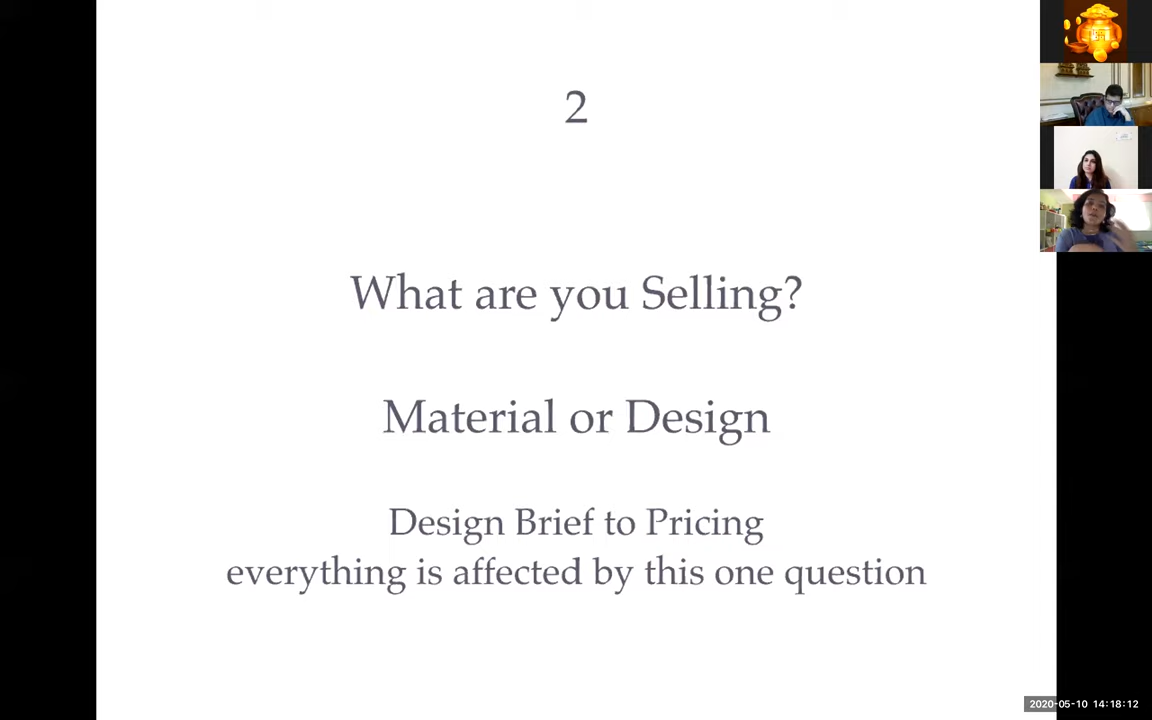 2
What are you Selling?
Material or Design
Design Brief to Pricing
everything is affected by this one question
2020-05-10 14:18:12